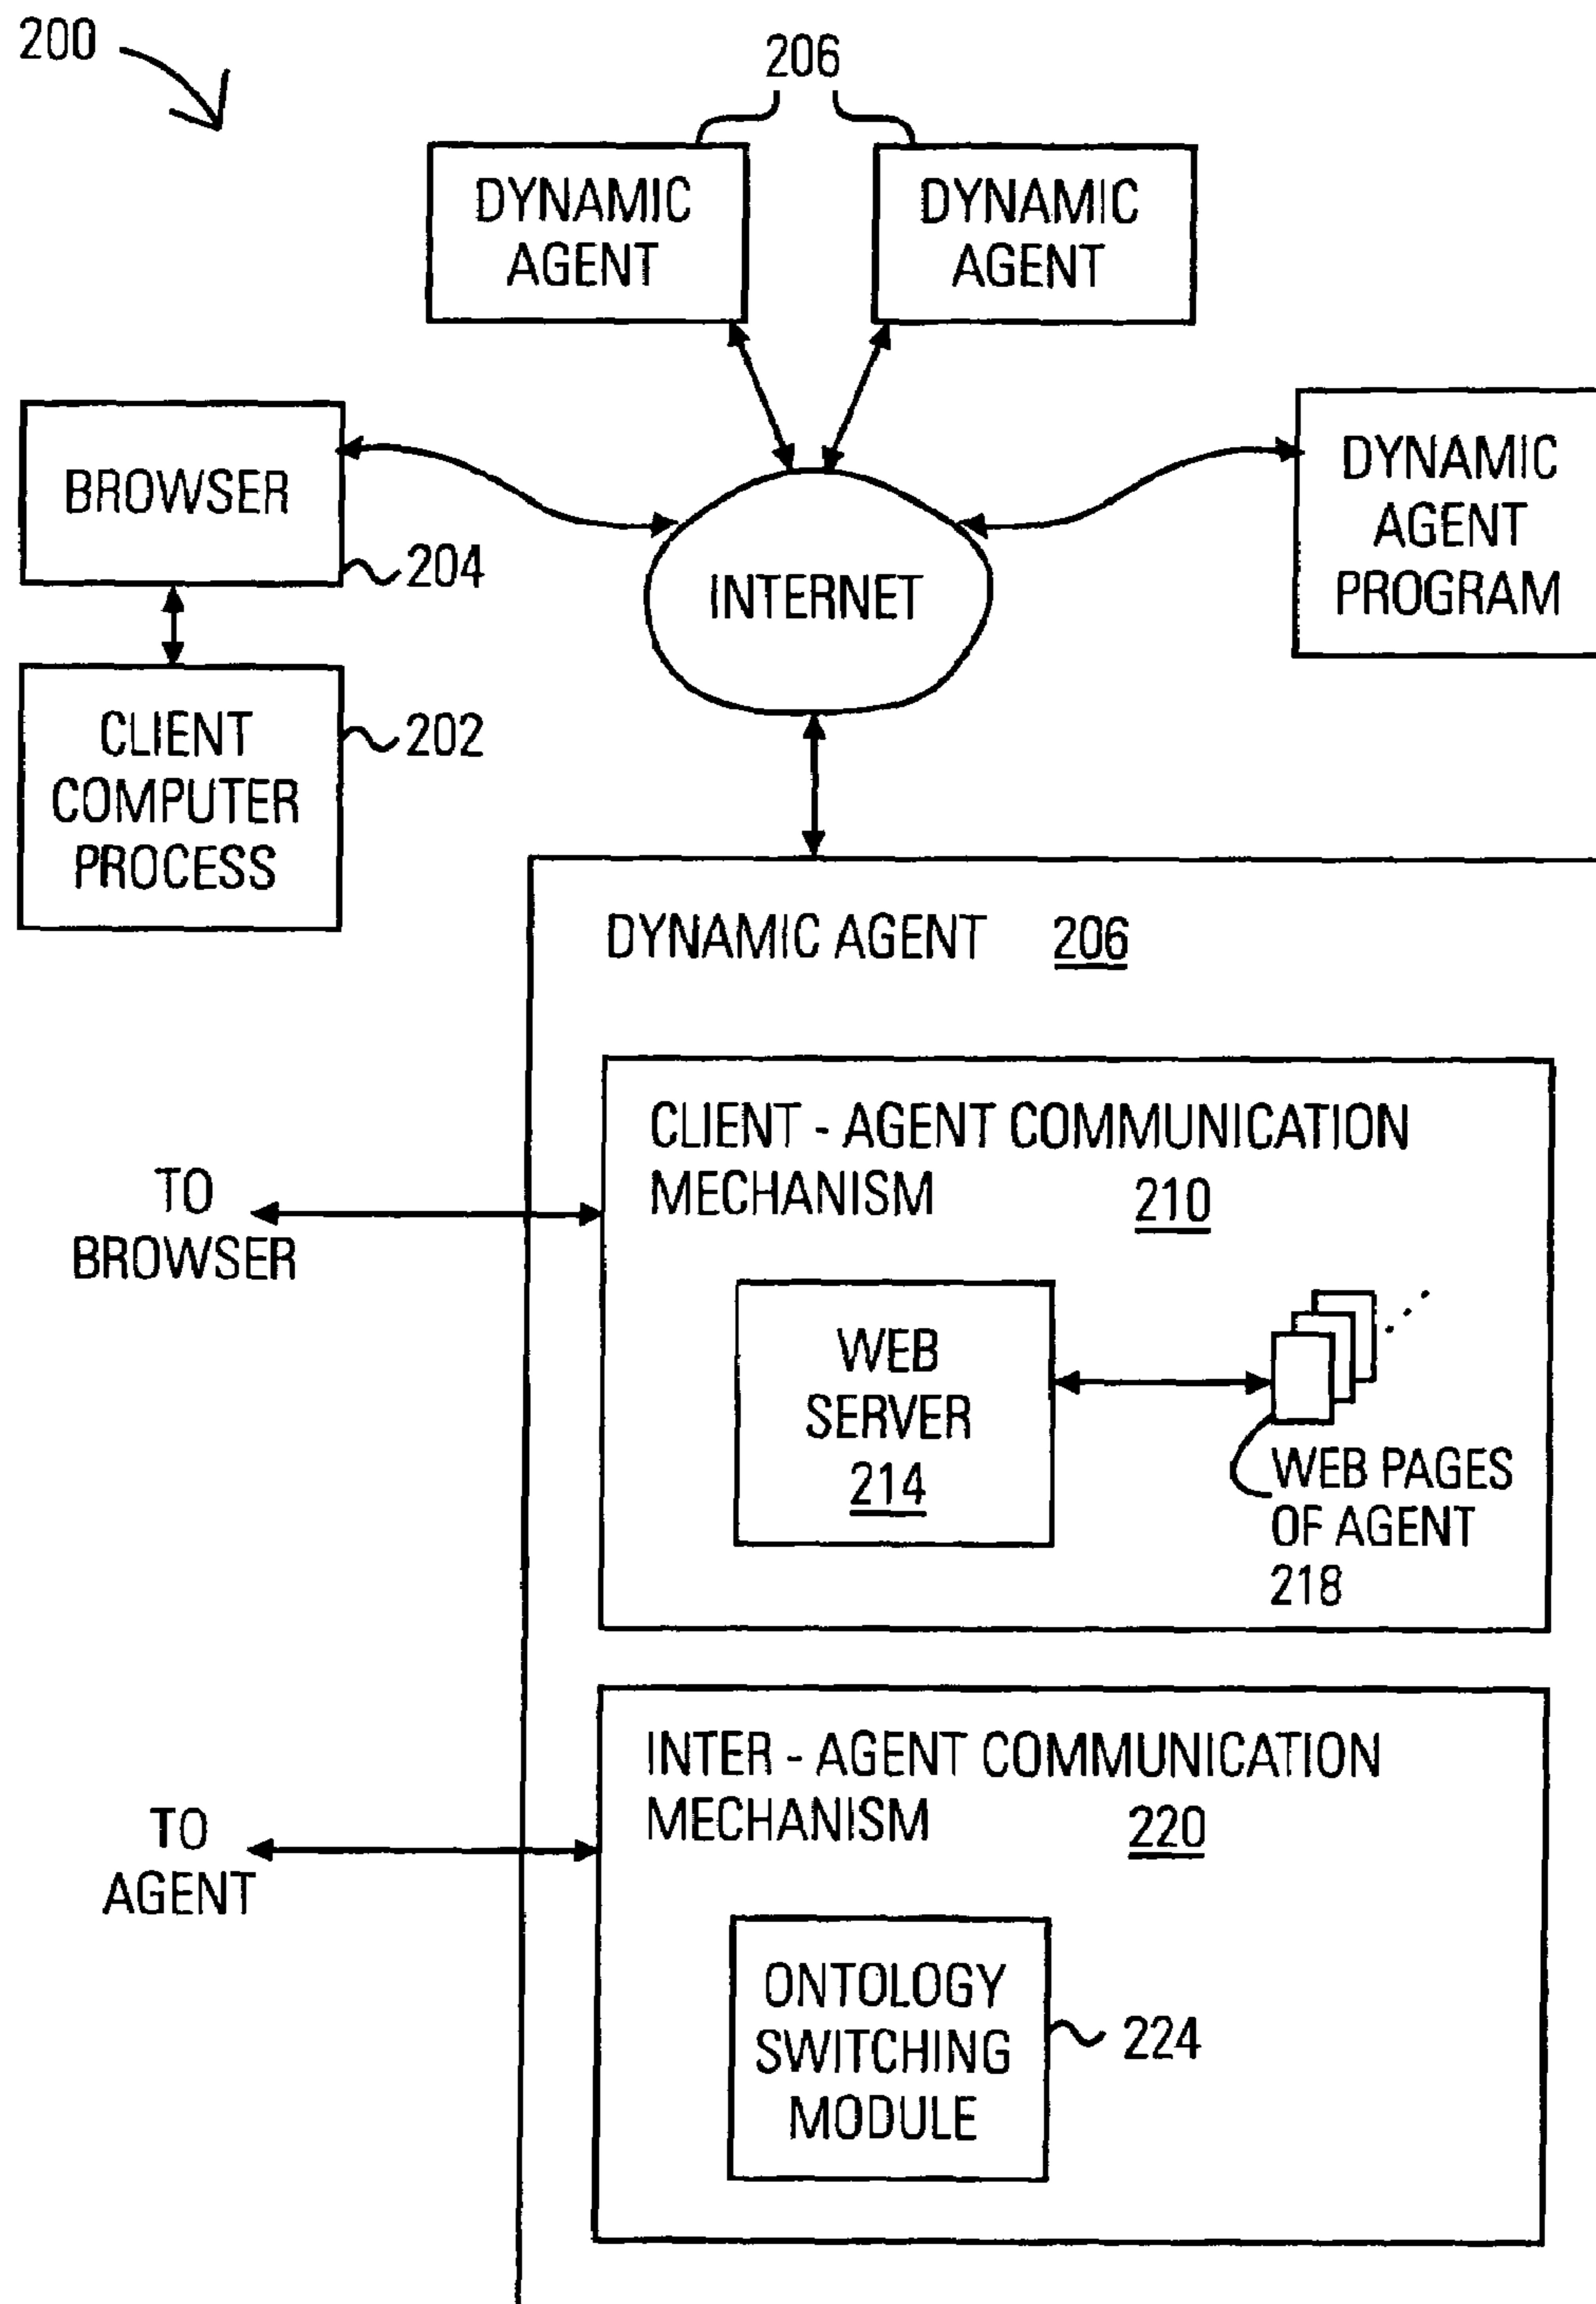 200
206
DYNAMIC
AGENT
DYNAMIC
AGENT
BROWSER
204
INTERNET
DYNAMIC
AGENT
PROGRAM
CLIENT
COMPUTER
PROCESS
202
DYNAMIC AGENT 206
CLIENT - AGENT COMMUNICATION
MECHANISM 210
TO
BROWSER
WEB
SERVER
214
WEB PAGES
OF AGENT
218
INTER - AGENT COMMUNICATION
MECHANISM 220
TO
AGENT
ONTOLOGY
SWITCHING
MODULE
224